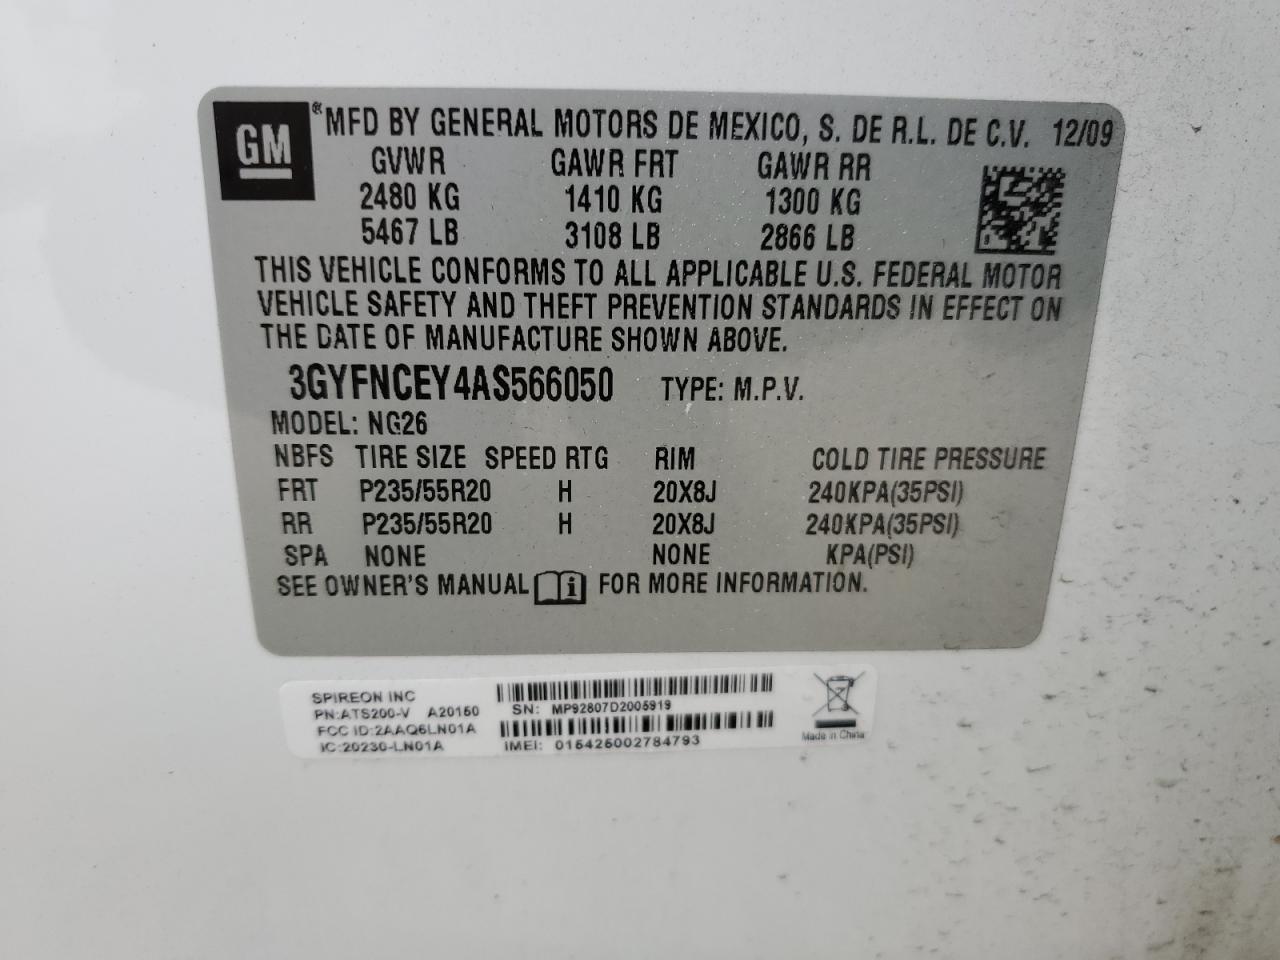 GM ® MFD BY GENERAL MOTORS DE MEXICO, S. DE R.L. DE C.V. 12/09
GVWR GAWR FRT GAWR RR
2480 KG 1410 KG 1300 KG
5467 LB 3108 LB 2866 LB
THIS VEHICLE CONFORMS TO ALL APPLICABLE U.S. FEDERAL MOTOR
VEHICLE SAFETY AND THEFT PREVENTION STANDARDS IN EFFECT ON
THE DATE OF MANUFACTURE SHOWN ABOVE.
3GYFNCEY4AS566050 TYPE: M.P.V.
MODEL: NG26
NBFS TIRE SIZE SPEED RTG RIM COLD TIRE PRESSURE
FRT P235/55R20 H 20X8J 240KPA(35PSI)
RR P235/55R20 H 20X8J 240KPA(35PSI)
SPA NONE NONE KPA(PSI)
SEE OWNER'S MANUAL i FOR MORE INFORMATION.
SPIREON INC
PN:ATS200-V A20150
FCC ID:2AAQ6LN01A
IC:20230-LN01A
SN: MP92807D2005919
IMEI: 015425002784793
Made in China